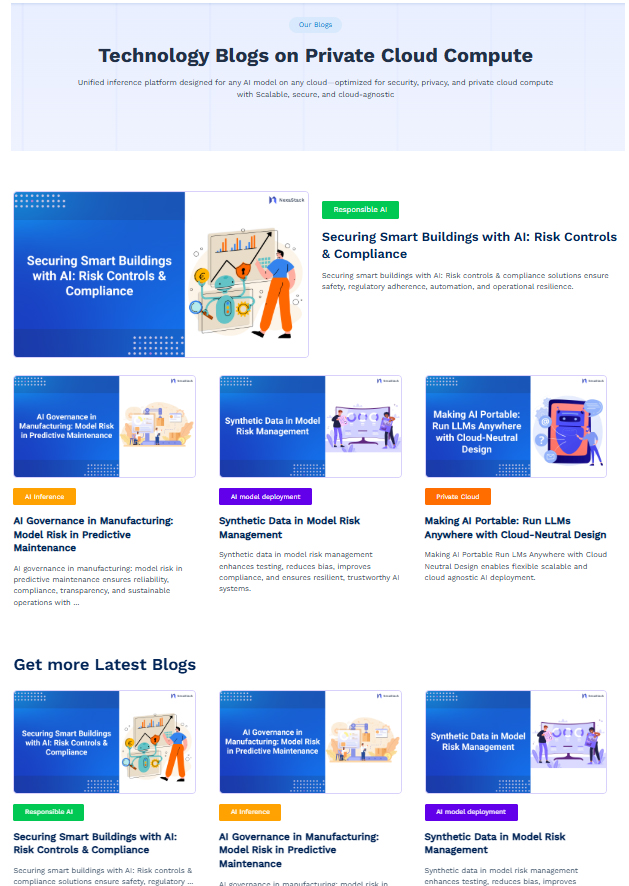 Our Blogs
Technology Blogs on Private Cloud Compute
Unified inference platform designed for any AI model on any cloud—optimized for security, privacy, and private cloud compute
with Scalable, secure, and cloud-agnostic
NexaStack
Securing Smart Buildings
with AI: Risk Controls &
Compliance
Responsible AI
Securing Smart Buildings with AI: Risk Controls
& Compliance
Securing smart buildings with AI: Risk controls & compliance solutions ensure
safety, regulatory adherence, automation, and operational resilience.
NexaStack
AI Governance in
Manufacturing: Model Risk
in Predictive Maintenance
AI Inference
AI Governance in Manufacturing:
Model Risk in Predictive
Maintenance
AI governance in manufacturing: model risk in
predictive maintenance ensures reliability,
compliance, transparency, and sustainable
operations with ...
NexaStack
Synthetic Data in Model
Risk Management
AI model deployment
Synthetic Data in Model Risk
Management
Synthetic data in model risk management
enhances testing, reduces bias, improves
compliance, and ensures resilient, trustworthy AI
systems.
NexaStack
Making AI Portable:
Run LLMs Anywhere
with Cloud-Neutral
Design
Private Cloud
Making AI Portable: Run LLMs
Anywhere with Cloud-Neutral Design
Making AI Portable Run LMs Anywhere with Cloud
Neutral Design enables flexible scalable and
cloud agnostic AI deployment.
Get more Latest Blogs
NexaStack
Securing Smart Buildings
with AI: Risk Controls &
Compliance
Responsible AI
Securing Smart Buildings with AI:
Risk Controls & Compliance
Securing smart buildings with AI: Risk controls &
compliance solutions ensure safety, regulatory ...
NexaStack
AI Governance in
Manufacturing: Model Risk
in Predictive Maintenance
AI Inference
AI Governance in Manufacturing:
Model Risk in Predictive
Maintenance
AI governance in manufacturing: model risk in
NexaStack
Synthetic Data in Model
Risk Management
AI model deployment
Synthetic Data in Model Risk
Management
Synthetic data in model risk management
enhances testing, reduces bias, improves